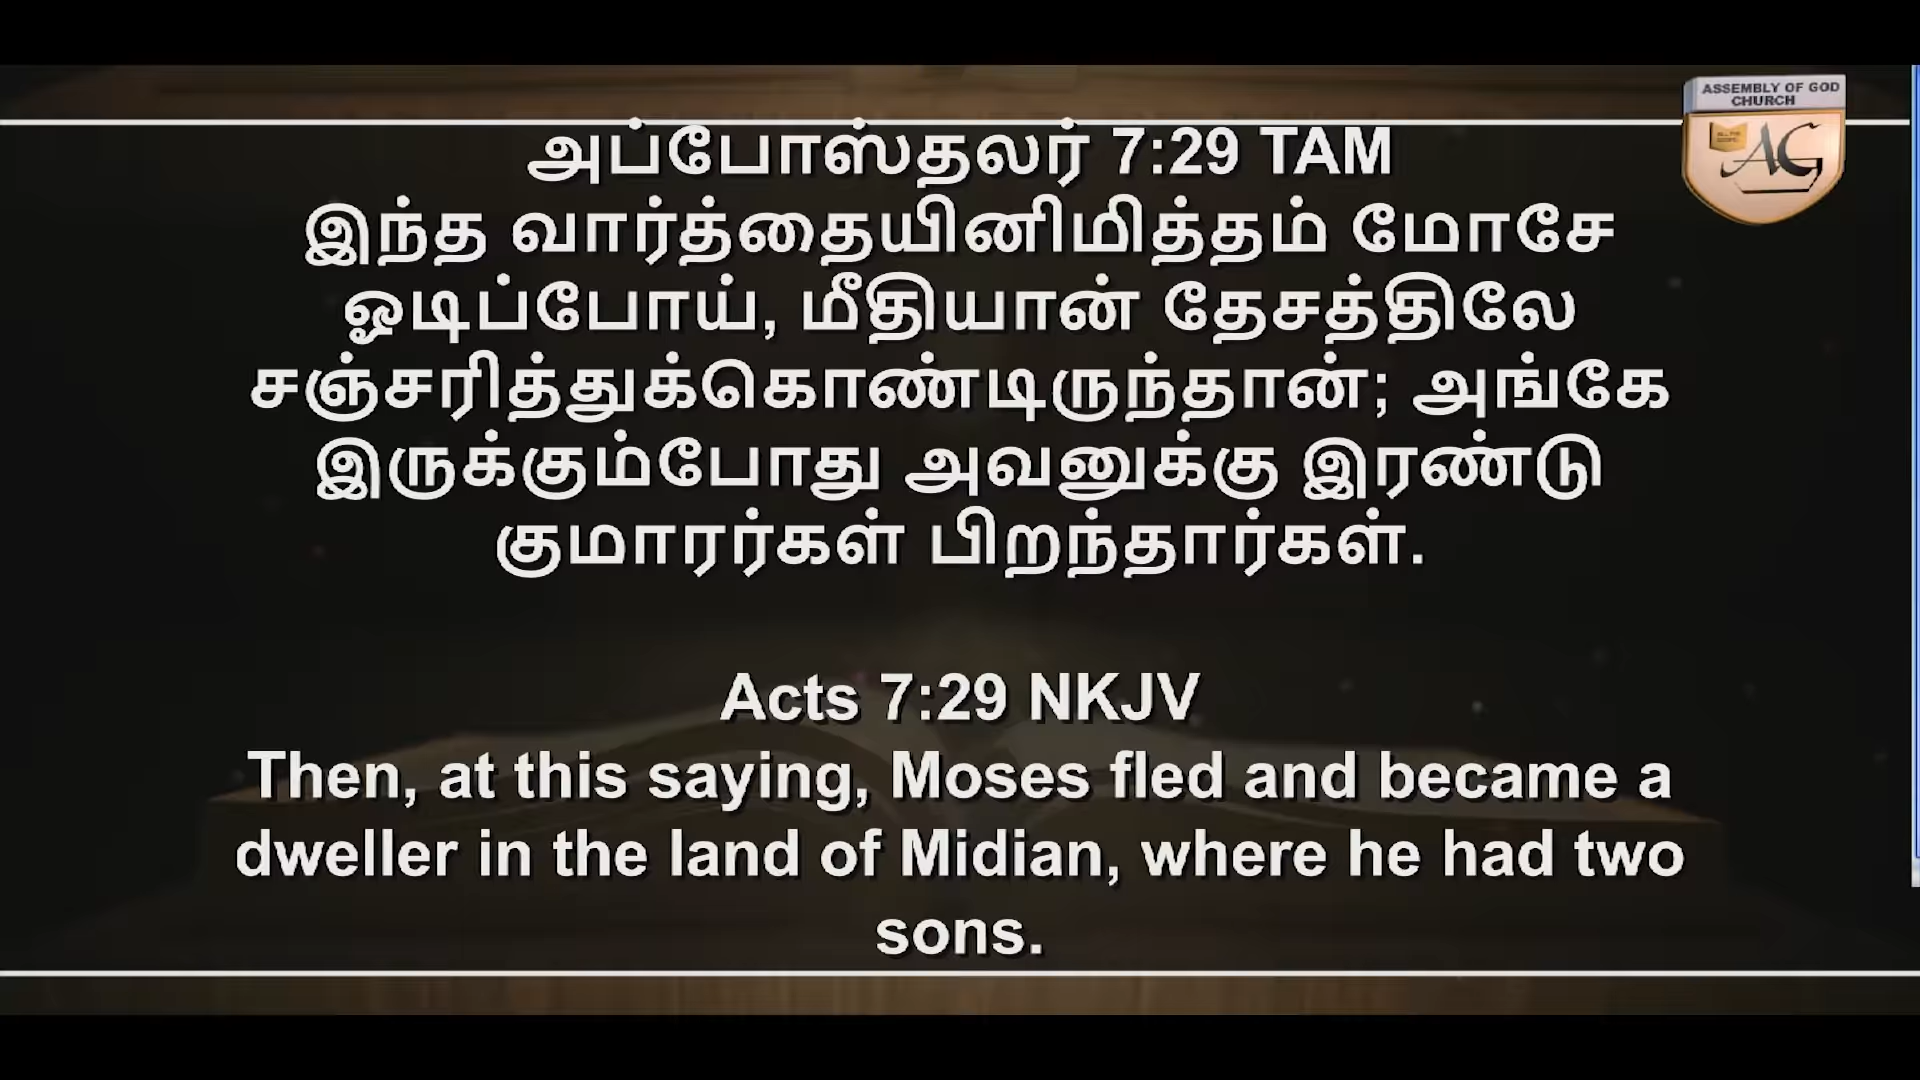 ASSEMBLY OF GOD
CHURCH
AG
அப்போஸ்தலர் 7:29 TAM
இந்த வார்த்தையினிமித்தம் மோசே
ஓடிப்போய், மீதியான் தேசத்திலே
சஞ்சரித்துக்கொண்டிருந்தான்; அங்கே
இருக்கும்போது அவனுக்கு இரண்டு
குமாரர்கள் பிறந்தார்கள்.
Acts 7:29 NKJV
Then, at this saying, Moses fled and became a
dweller in the land of Midian, where he had two
sons.